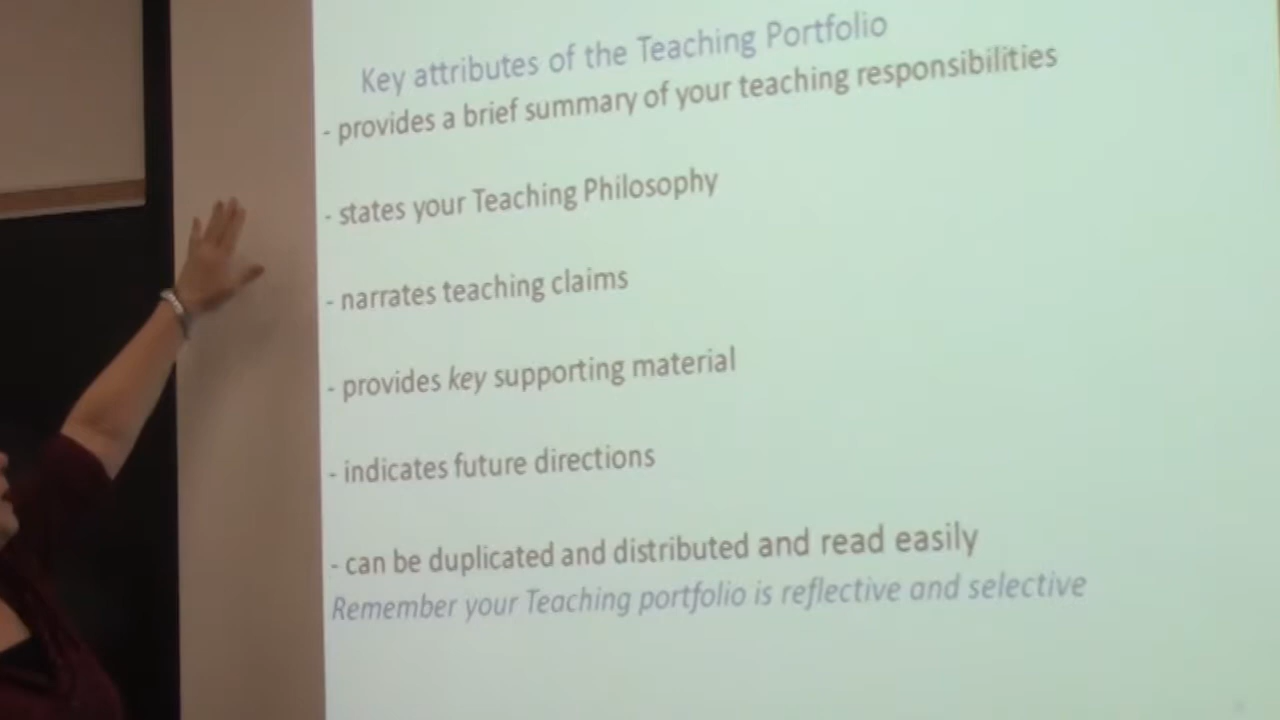 Key attributes of the Teaching Portfolio
- provides a brief summary of your teaching responsibilities
- states your Teaching Philosophy
- narrates teaching claims
- provides key supporting material
- indicates future directions
- can be duplicated and distributed and read easily
Remember your Teaching portfolio is reflective and selective